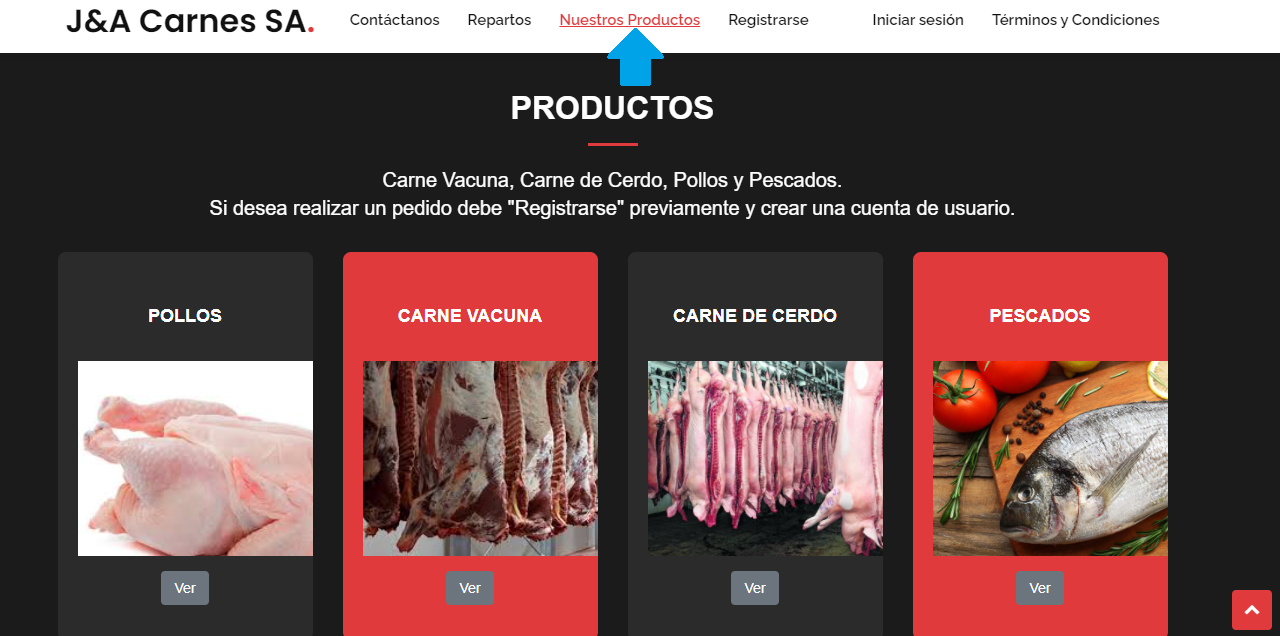 J&A Carnes SA.
Contáctanos
Repartos
Nuestros Productos
Registrarse
Iniciar sesión
Términos y Condiciones
PRODUCTOS
Carne Vacuna, Carne de Cerdo, Pollos y Pescados.
Si desea realizar un pedido debe "Registrarse" previamente y crear una cuenta de usuario.
POLLOS
CARNE VACUNA
CARNE DE CERDO
PESCADOS
Ver
Ver
Ver
Ver